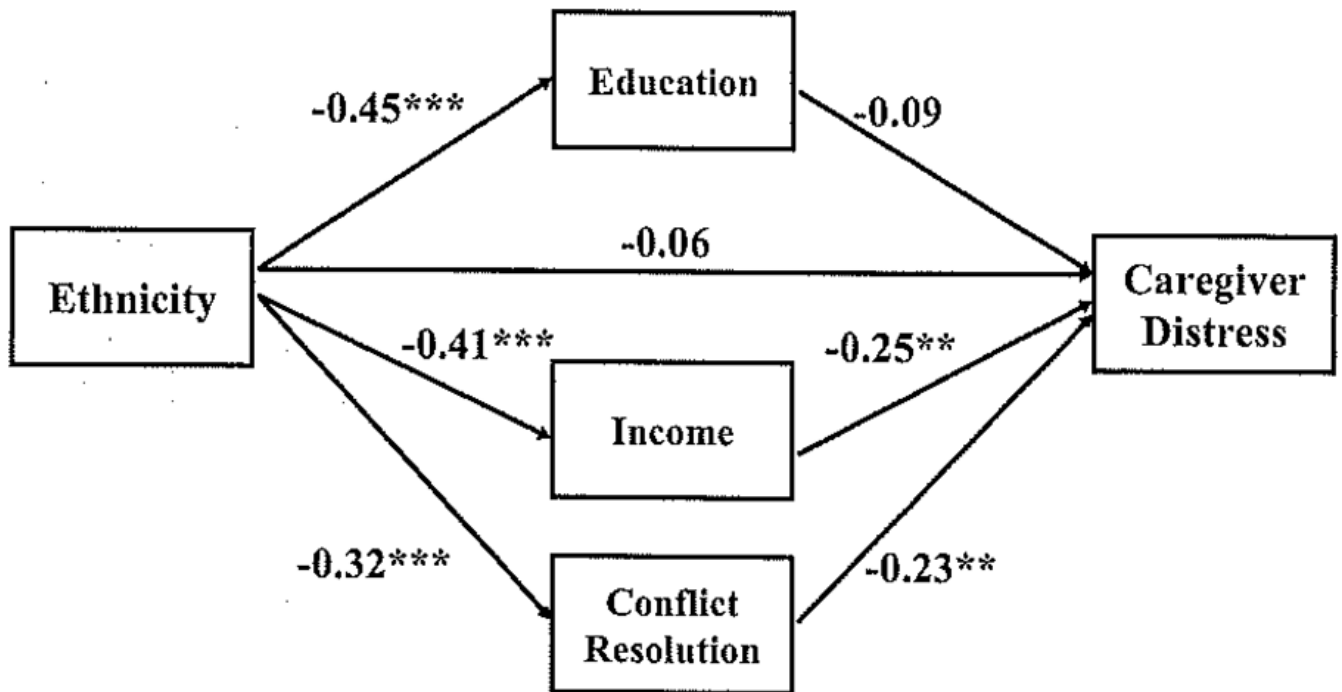 Education
-0.45***
-0.09
-0.06
Ethnicity
Caregiver
Distress
-0.41***
-0.25**
Income
-0.32***
-0.23**
Conflict
Resolution